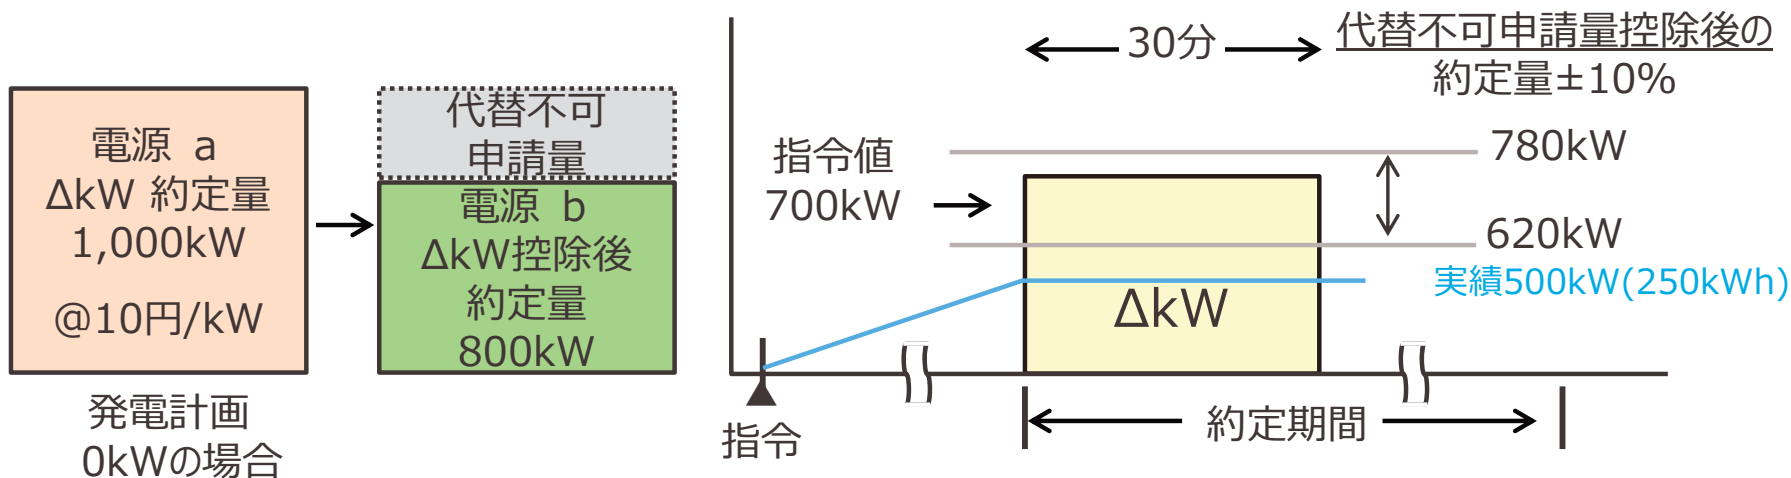 電源 a
ΔkW 約定量
1,000kW
@10円/kW
発電計画
0kWの場合
代替不可
申請量
電源 b
ΔkW控除後
約定量
800kW
30分
代替不可申請量控除後の
約定量±10%
指令値
700kW
780kW
620kW
実績500kW(250kWh)
ΔkW
指令
約定期間